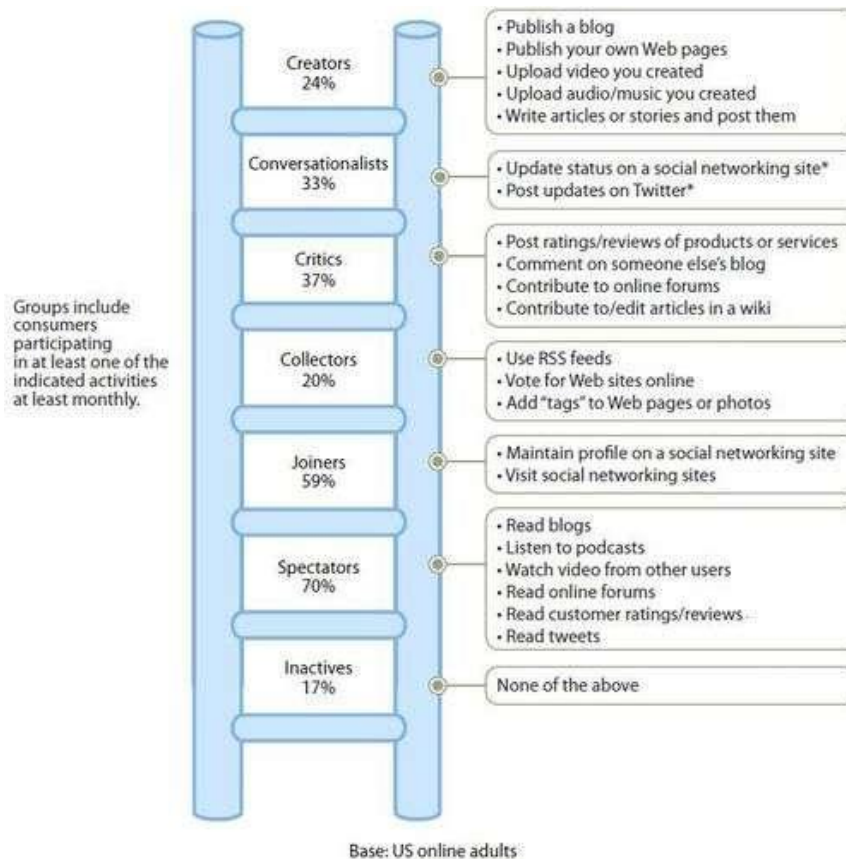 Creators
24%
• Publish a blog
• Publish your own Web pages
• Upload video you created
• Upload audio/music you created
• Write articles or stories and post them
Conversationalists
33%
• Update status on a social networking site*
• Post updates on Twitter*
Critics
37%
• Post ratings/reviews of products or services
• Comment on someone else's blog
• Contribute to online forums
• Contribute to/edit articles in a wiki
Groups include
consumers
participating
in at least one of the
indicated activities
at least monthly.
Collectors
20%
• Use RSS feeds
• Vote for Web sites online
• Add "tags" to Web pages or photos
Joiners
59%
• Maintain profile on a social networking site
• Visit social networking sites
Spectators
70%
• Read blogs
• Listen to podcasts
• Watch video from other users
• Read online forums
• Read customer ratings/reviews
• Read tweets
Inactives
17%
None of the above
Base: US online adults